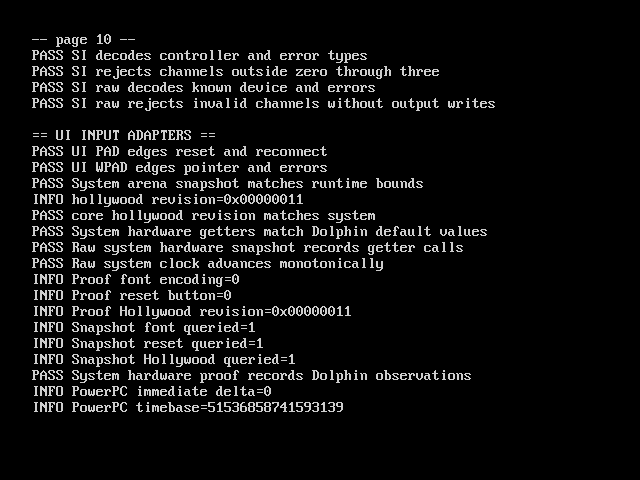 -- page 10 --
PASS SI decodes controller and error types
PASS SI rejects channels outside zero through three
PASS SI raw decodes known device and errors
PASS SI raw rejects invalid channels without output writes
== UI INPUT ADAPTERS ==
PASS UI PAD edges reset and reconnect
PASS UI WPAD edges pointer and errors
PASS System arena snapshot matches runtime bounds
INFO hollywood revision=0x00000011
PASS core hollywood revision matches system
PASS System hardware getters match Dolphin default values
PASS Raw system hardware snapshot records getter calls
PASS Raw system clock advances monotonically
INFO Proof font encoding=0
INFO Proof reset button=0
INFO Proof Hollywood revision=0x00000011
INFO Snapshot font queried=1
INFO Snapshot reset queried=1
INFO Snapshot Hollywood queried=1
PASS System hardware proof records Dolphin observations
INFO PowerPC immediate delta=0
INFO PowerPC timebase=51536858741593139